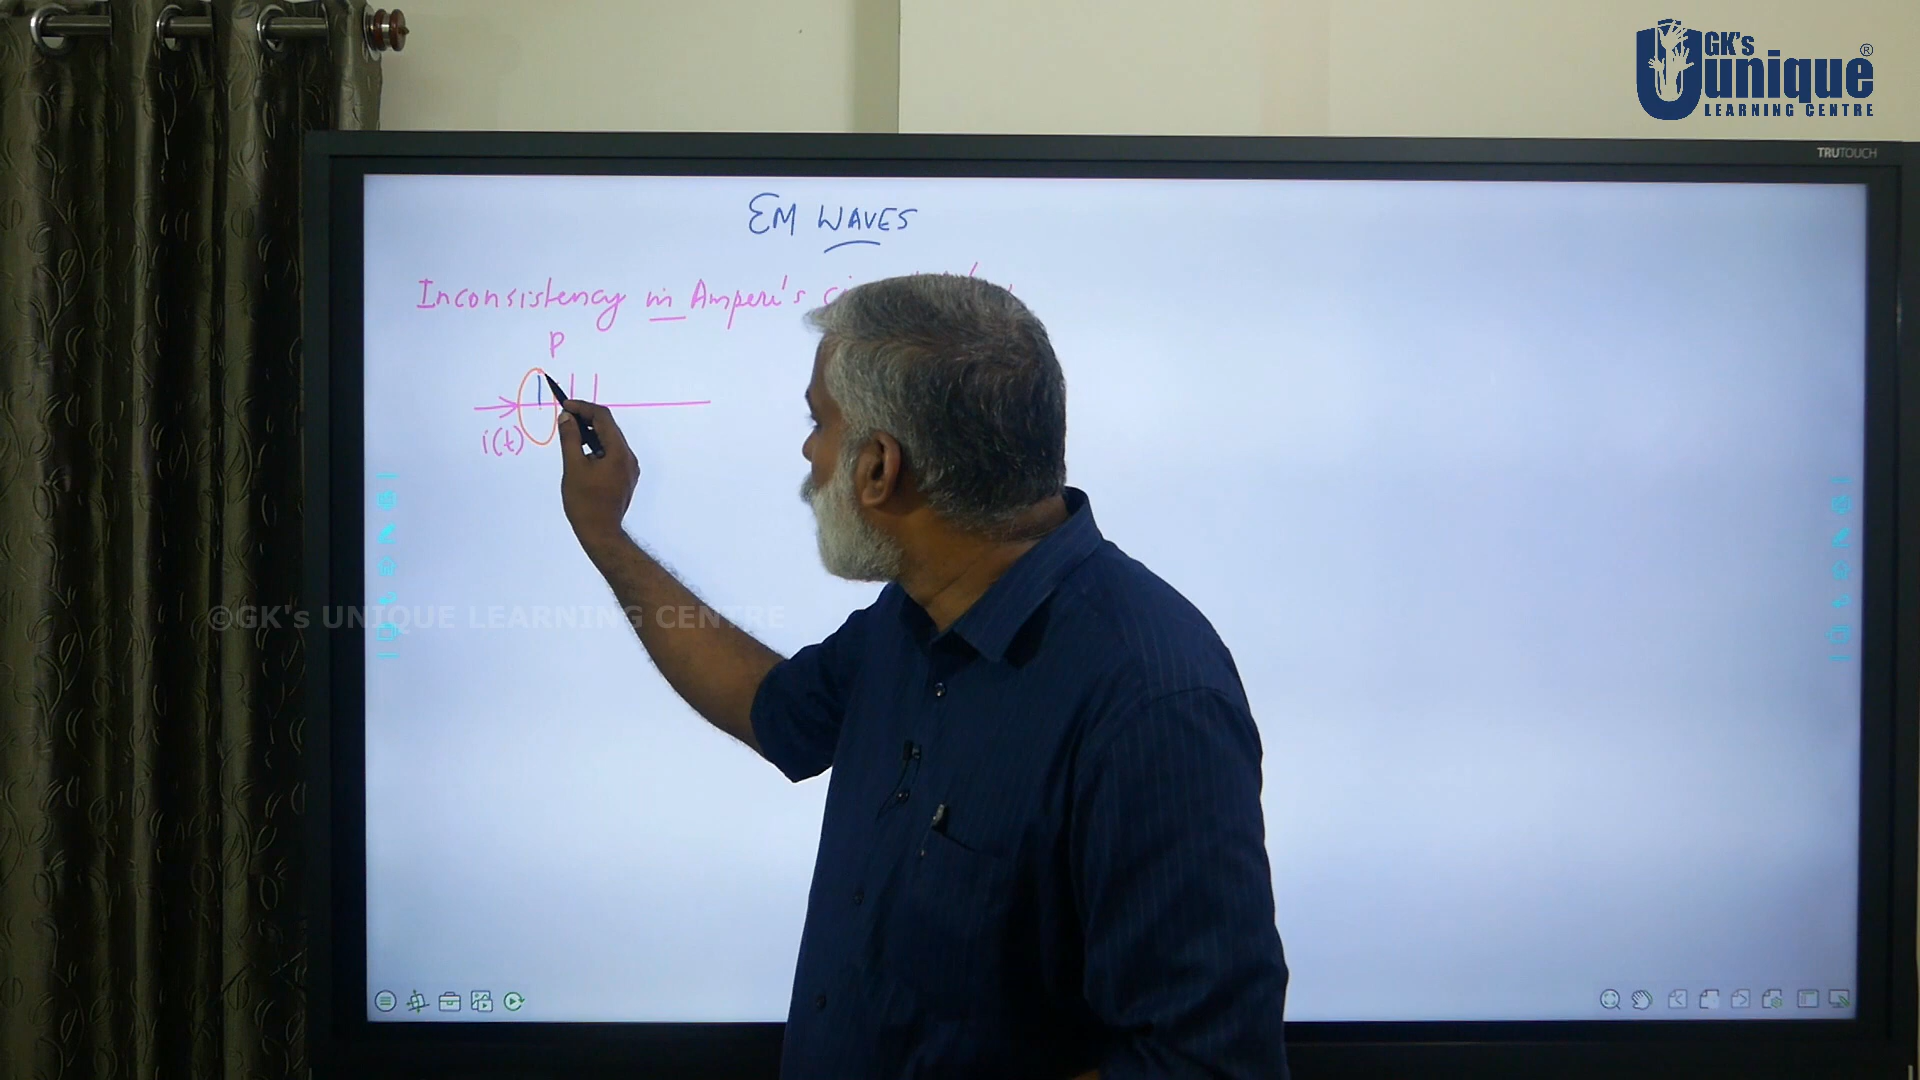 GK's
unique®
LEARNING CENTRE
TRUTOUCH
EM WAVES
Inconsistency in Amperi's
P
i(t)
©GK's UNIQUE LEARNING CENTRE